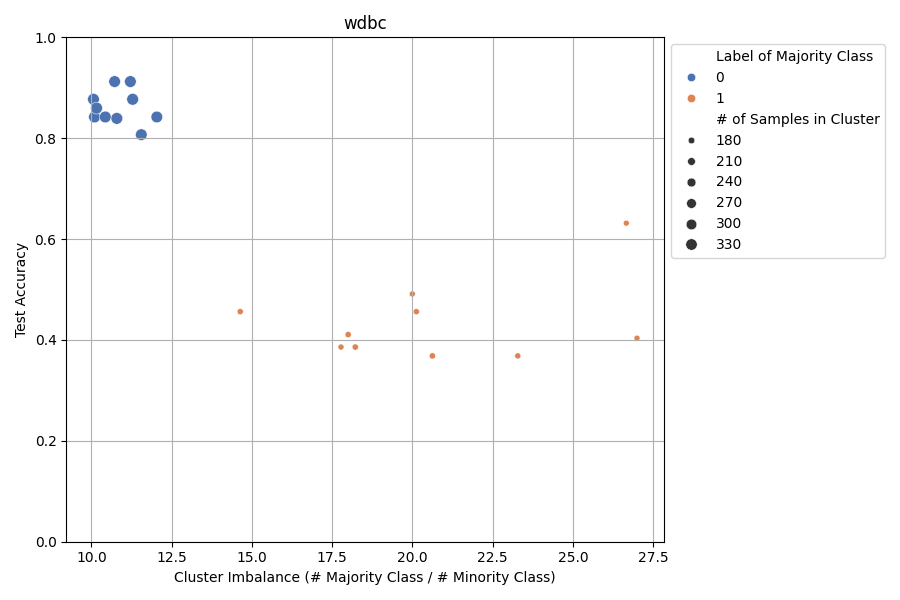 wdbc
Label of Majority Class
0
1
# of Samples in Cluster
180
210
240
270
300
330
1.0
0.8
0.6
0.4
0.2
0.0
Test Accuracy
10.0 12.5 15.0 17.5 20.0 22.5 25.0 27.5
Cluster Imbalance (# Majority Class / # Minority Class)